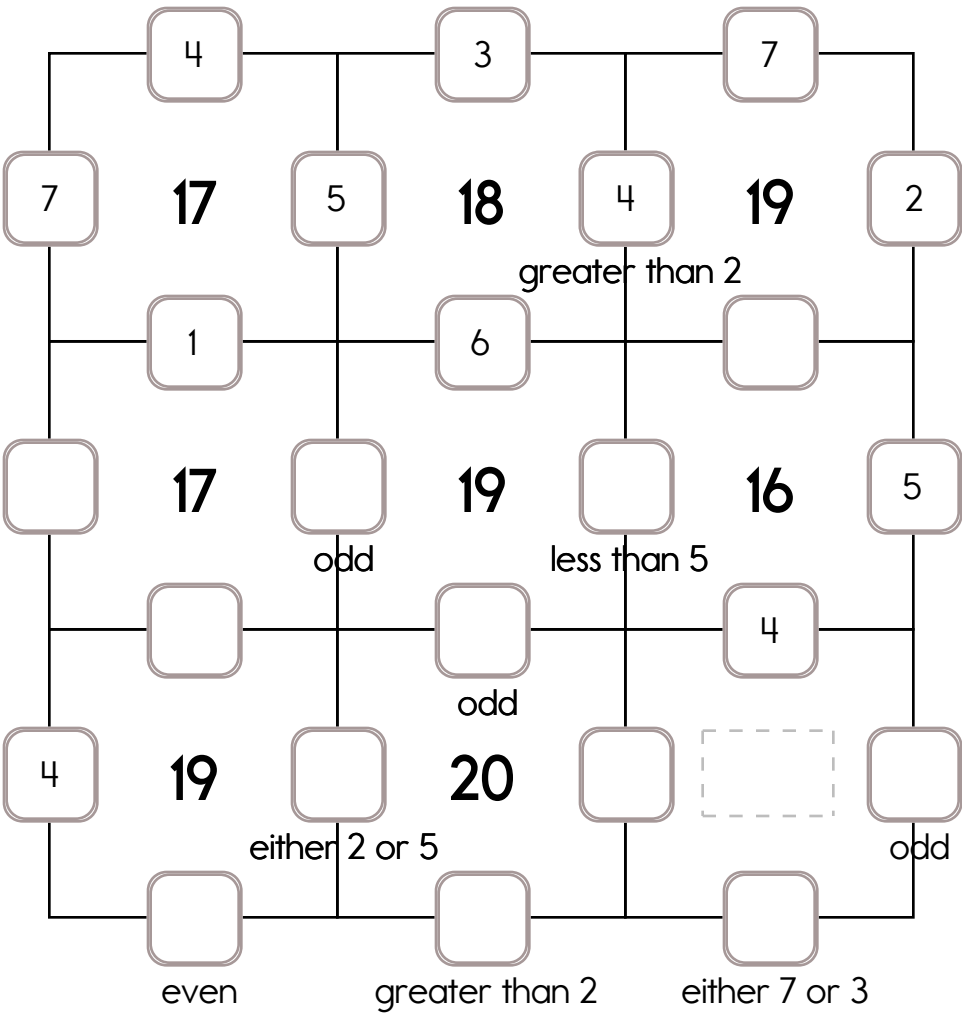 4 3 7
7 17 5 18 4 19 2
greater than 2
1 6
17 19 16 5
odd less than 5
4
odd
4 19 20
either 2 or 5 odd
even greater than 2 either 7 or 3